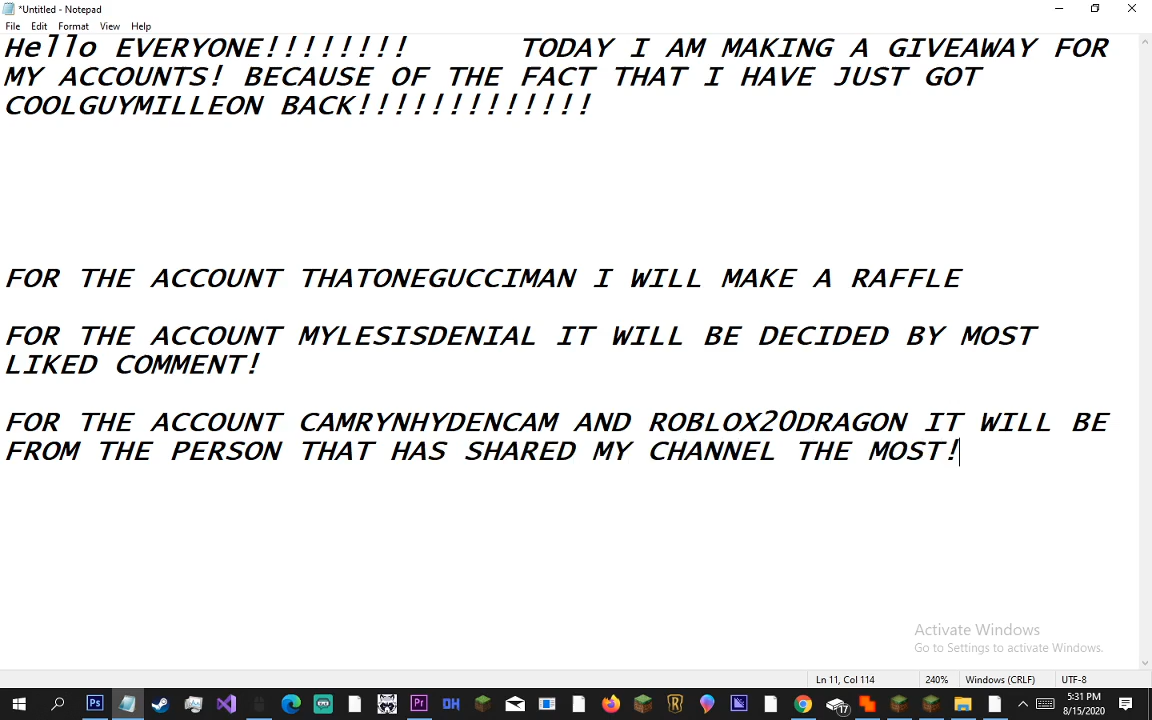 *Untitled - Notepad
File Edit Format View Help
Hello EVERYONE!!!!!!!! TODAY I AM MAKING A GIVEAWAY FOR
MY ACCOUNTS! BECAUSE OF THE FACT THAT I HAVE JUST GOT
COOLGUYMILLEON BACK!!!!!!!!!!!!!
FOR THE ACCOUNT THATONEGUCCIMAN I WILL MAKE A RAFFLE
FOR THE ACCOUNT MYLESISDENIAL IT WILL BE DECIDED BY MOST
LIKED COMMENT!
FOR THE ACCOUNT CAMRYNHYDENCAM AND ROBLOX20DRAGON IT WILL BE
FROM THE PERSON THAT HAS SHARED MY CHANNEL THE MOST!
Activate Windows
Go to Settings to activate Windows.
Ln 11, Col 114 240% Windows (CRLF) UTF-8
Ps Pr DH R 17 5:31 PM
8/15/2020